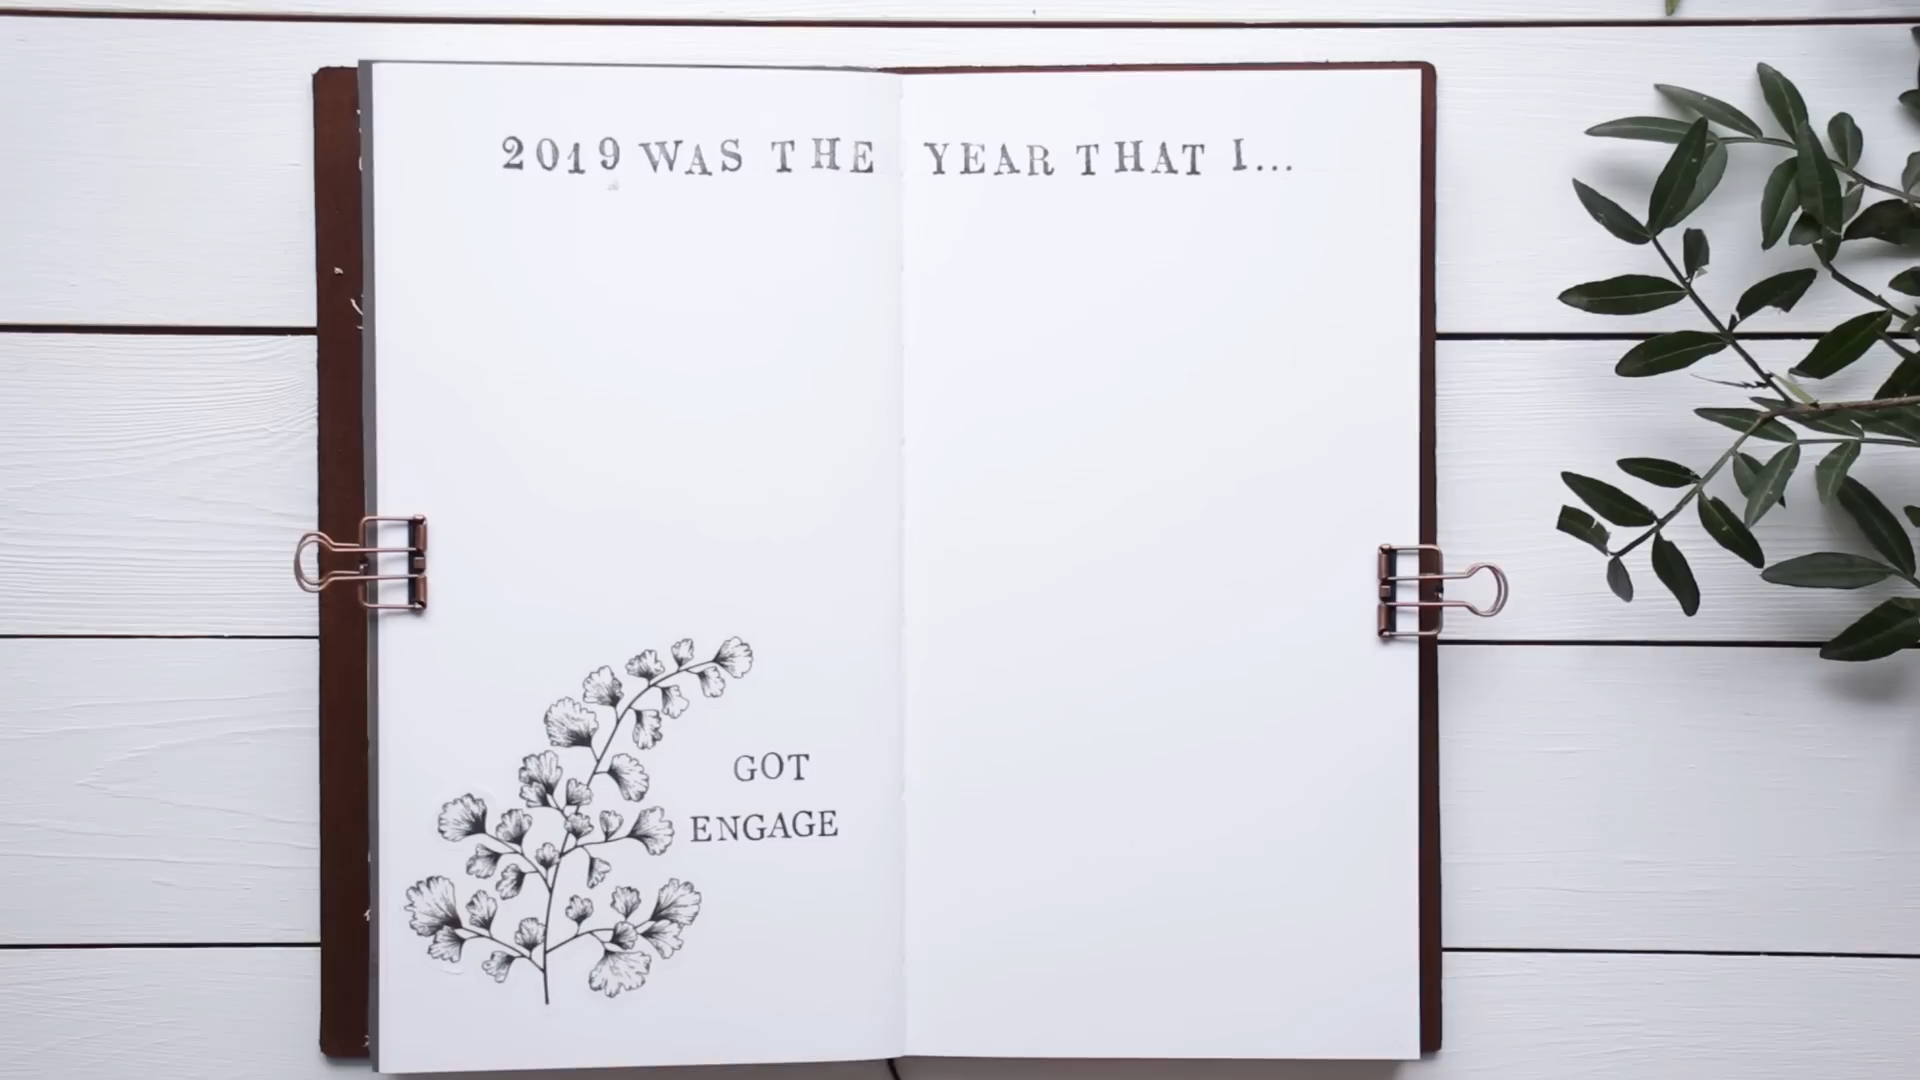 2019 WAS THE YEAR THAT I...
GOT
ENGAGE